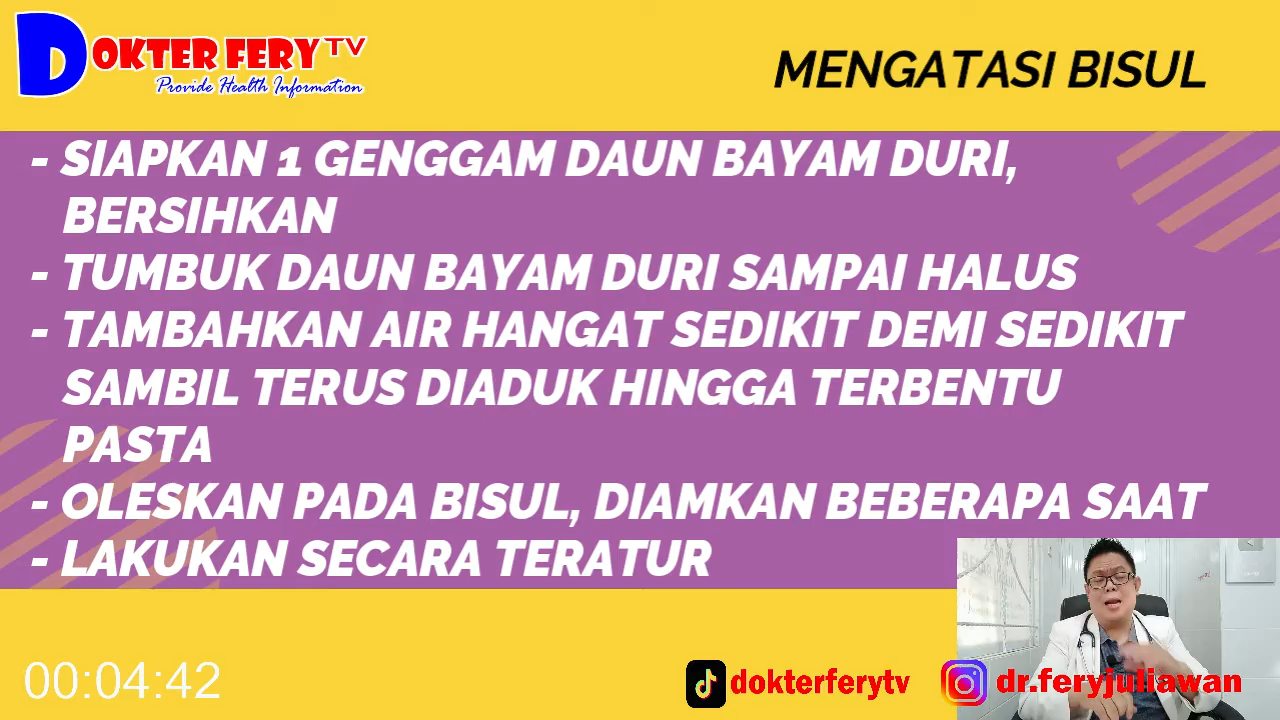 DOKTER FERY TV
Provide Health Information
MENGATASI BISUL
- SIAPKAN 1 GENGGAM DAUN BAYAM DURI,
BERSIHKAN
- TUMBUK DAUN BAYAM DURI SAMPAI HALUS
- TAMBAHKAN AIR HANGAT SEDIKIT DEMI SEDIKIT
SAMBIL TERUS DIADUK HINGGA TERBENTU
PASTA
- OLESKAN PADA BISUL, DIAMKAN BEBERAPA SAAT
- LAKUKAN SECARA TERATUR
00:04:42
dokterferytv
dr.feryjuliawan